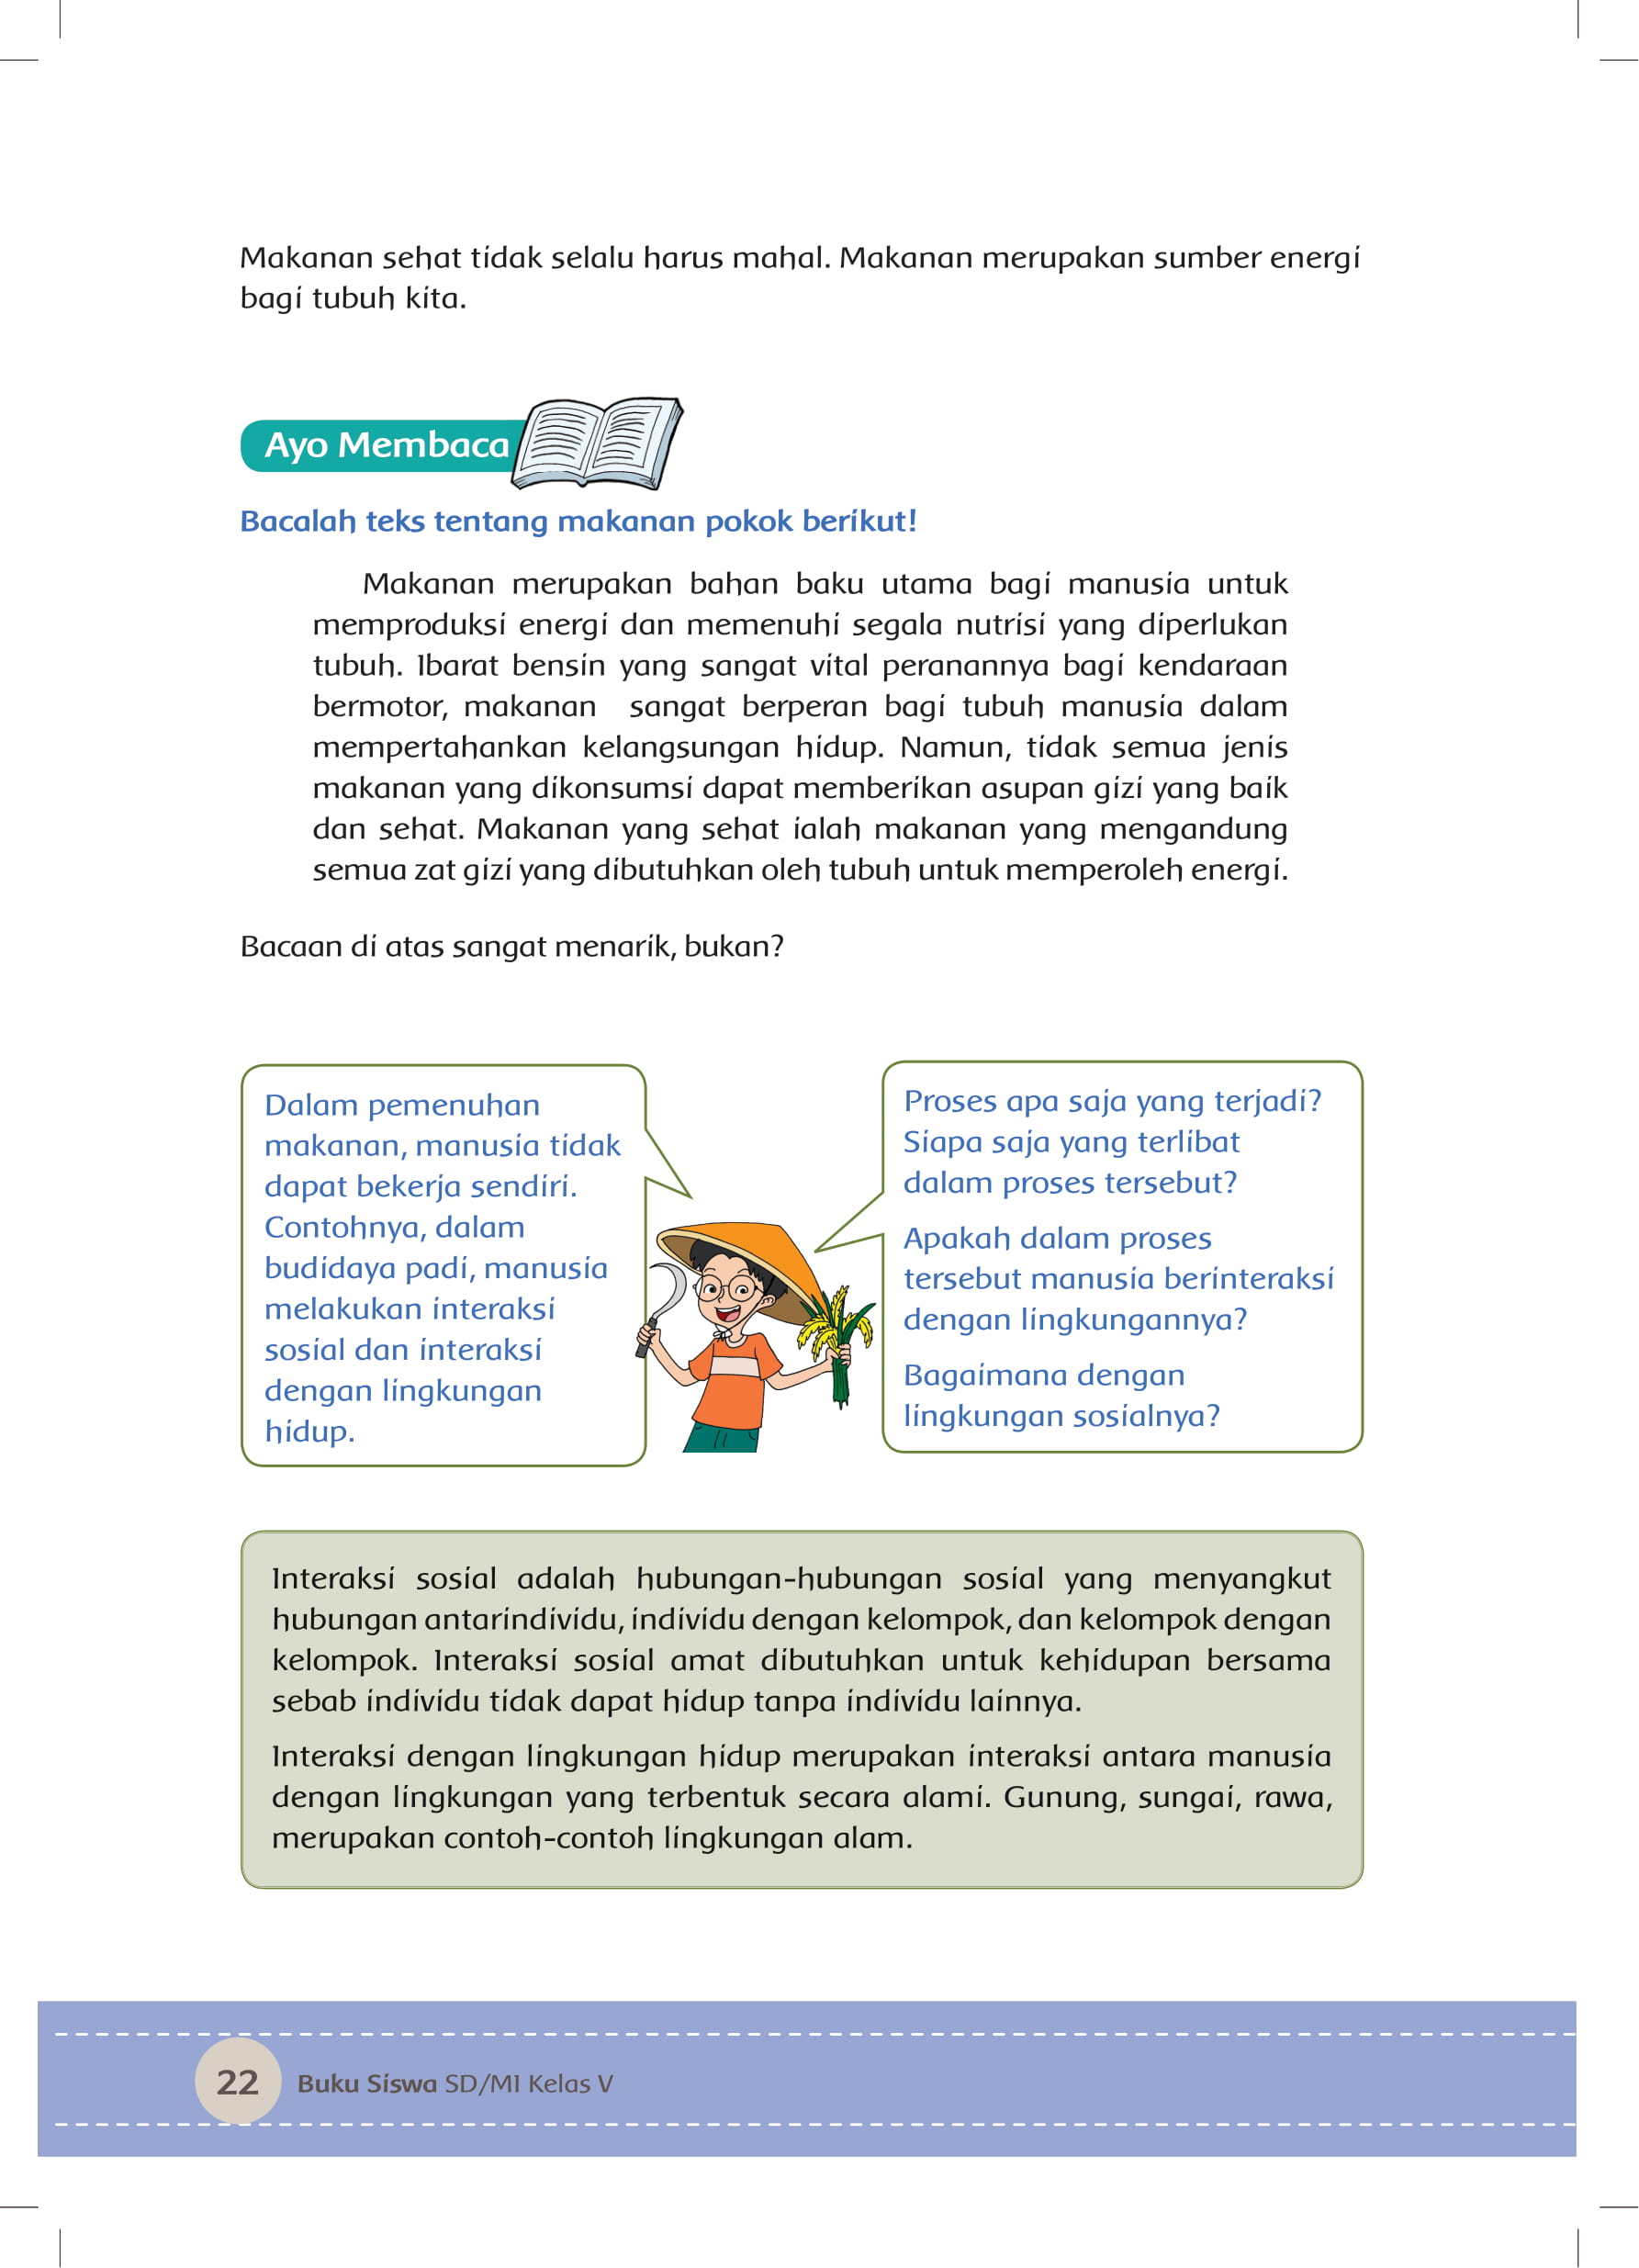 Makanan sehat tidak selalu harus mahal. Makanan merupakan sumber energi
bagi tubuh kita.
Ayo Membaca
Bacalah teks tentang makanan pokok berikut!
Makanan merupakan bahan baku utama bagi manusia untuk
memproduksi energi dan memenuhi segala nutrisi yang diperlukan
tubuh. Ibarat bensin yang sangat vital peranannya bagi kendaraan
bermotor, makanan sangat berperan bagi tubuh manusia dalam
mempertahankan kelangsungan hidup. Namun, tidak semua jenis
makanan yang dikonsumsi dapat memberikan asupan gizi yang baik
dan sehat. Makanan yang sehat ialah makanan yang mengandung
semua zat gizi yang dibutuhkan oleh tubuh untuk memperoleh energi.
Bacaan di atas sangat menarik, bukan?
Dalam pemenuhan
makanan, manusia tidak
dapat bekerja sendiri.
Contohnya, dalam
budidaya padi, manusia
melakukan interaksi
sosial dan interaksi
dengan lingkungan
hidup.
Proses apa saja yang terjadi?
Siapa saja yang terlibat
dalam proses tersebut?
Apakah dalam proses
tersebut manusia berinteraksi
dengan lingkungannya?
Bagaimana dengan
lingkungan sosialnya?
Interaksi sosial adalah hubungan-hubungan sosial yang menyangkut
hubungan antarindividu, individu dengan kelompok, dan kelompok dengan
kelompok. Interaksi sosial amat dibutuhkan untuk kehidupan bersama
sebab individu tidak dapat hidup tanpa individu lainnya.
Interaksi dengan lingkungan hidup merupakan interaksi antara manusia
dengan lingkungan yang terbentuk secara alami. Gunung, sungai, rawa,
merupakan contoh-contoh lingkungan alam.
22 Buku Siswa SD/MI Kelas V